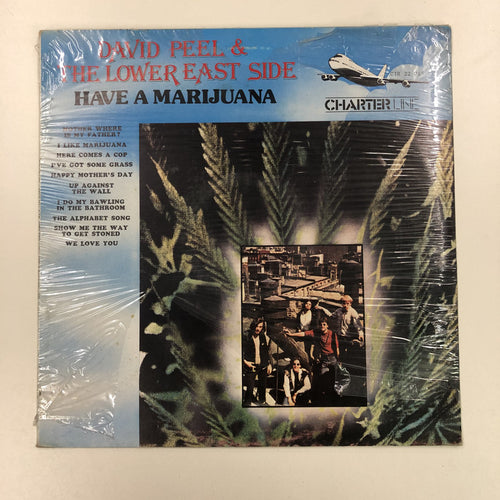 DAVID PEEL &
THE LOWER EAST SIDE
HAVE A MARIJUANA
CHARTER LINE
MOTHER WHERE
IS MY FATHER?
I LIKE MARIJUANA
HERE COMES A COP
I'VE GOT SOME GRASS
HAPPY MOTHER'S DAY
UP AGAINST
THE WALL
I DO MY BAWLING
IN THE BATHROOM
THE ALPHABET SONG
SHOW ME THE WAY
TO GET STONED
WE LOVE YOU